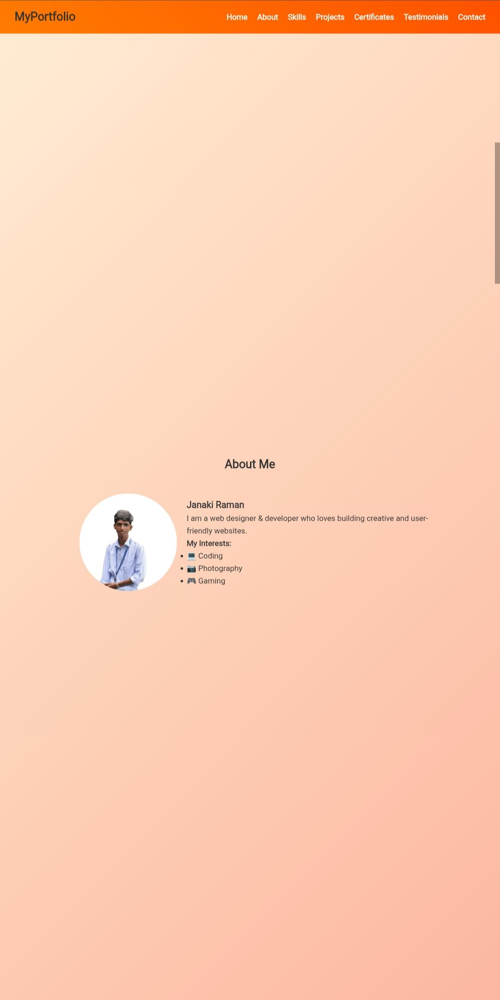 MyPortfolio
Home About Skills Projects Certificates Testimonials Contact
About Me
Janaki Raman
I am a web designer & developer who loves building creative and user-
friendly websites.
My Interests:
• 💻 Coding
• 📷 Photography
• 🎮 Gaming